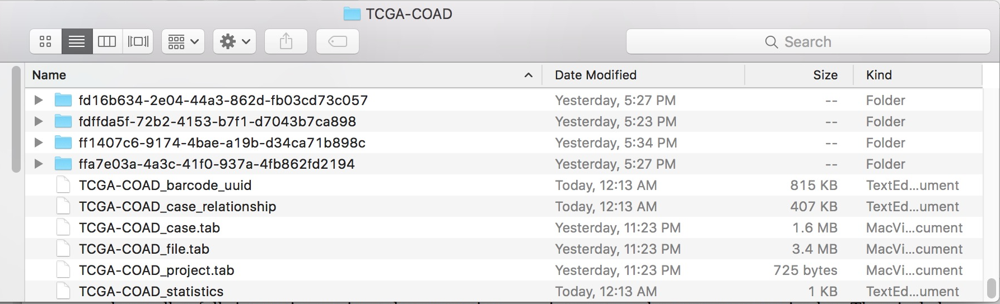 TCGA-COAD
Search
Name Date Modified Size Kind
fd16b634-2e04-44a3-862d-fb03cd73c057 Yesterday, 5:27 PM -- Folder
fdffda5f-72b2-4153-b7f1-d7043b7ca898 Yesterday, 5:23 PM -- Folder
ff1407c6-9174-4bae-a19b-d34ca71b898c Yesterday, 5:34 PM -- Folder
ffa7e03a-4a3c-41f0-937a-4fb862fd2194 Yesterday, 5:27 PM -- Folder
TCGA-COAD_barcode_uuid Today, 12:13 AM 815 KB TextEd...ument
TCGA-COAD_case_relationship Today, 12:13 AM 407 KB TextEd...ument
TCGA-COAD_case.tab Yesterday, 11:23 PM 1.6 MB MacVi...cument
TCGA-COAD_file.tab Yesterday, 11:23 PM 3.4 MB MacVi...cument
TCGA-COAD_project.tab Yesterday, 11:23 PM 725 bytes MacVi...cument
TCGA-COAD_statistics Today, 12:13 AM 1 KB TextEd...ument